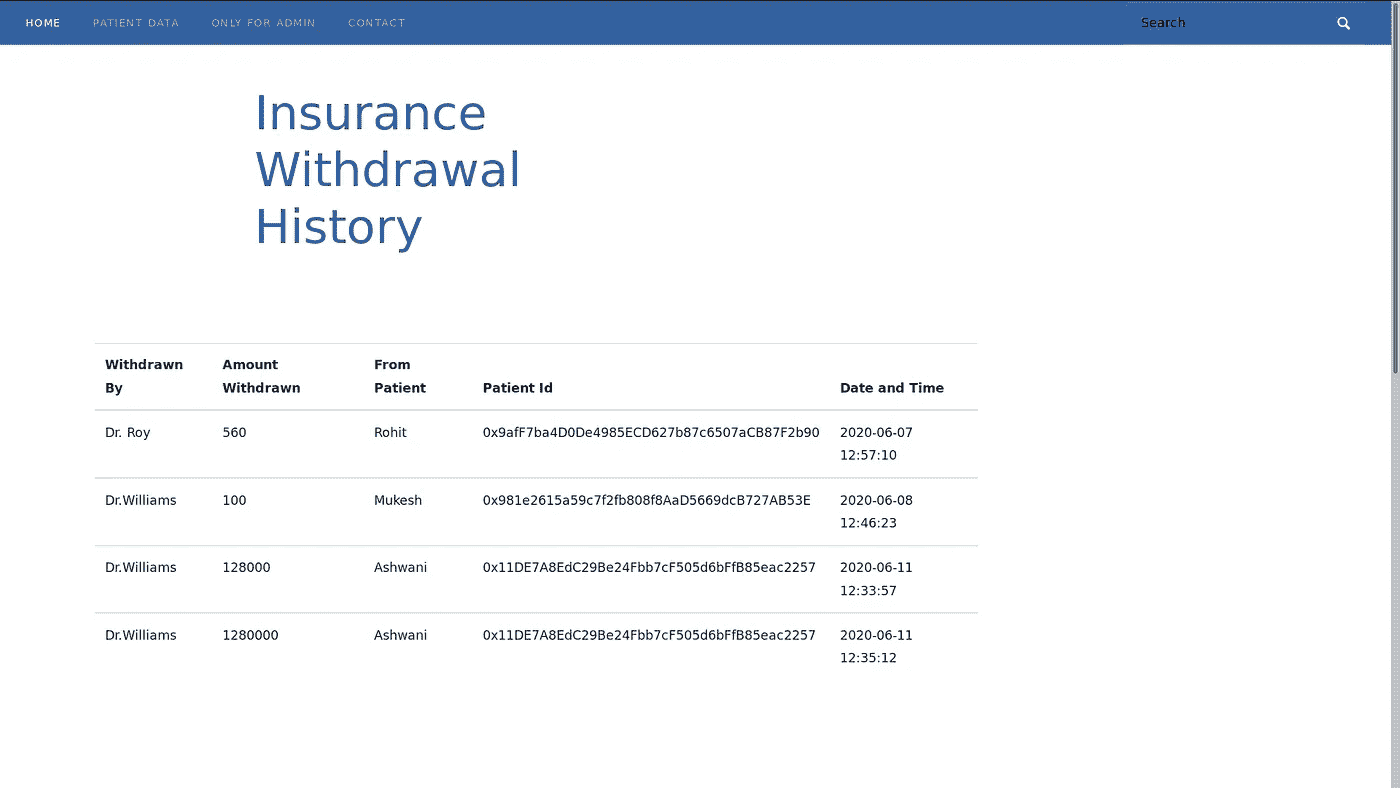 HOME PATIENT DATA ONLY FOR ADMIN CONTACT Search
Insurance
Withdrawal
History
Withdrawn Amount From
By Withdrawn Patient Patient Id Date and Time
Dr. Roy 560 Rohit 0x9afF7ba4D0De4985ECD627b87c6507aCB87F2b90 2020-06-07
12:57:10
Dr.Williams 100 Mukesh 0x981e2615a59c7f2fb808f8AaD5669dcB727AB53E 2020-06-08
12:46:23
Dr.Williams 128000 Ashwani 0x11DE7A8EdC29Be24Fbb7cF505d6bFfB85eac2257 2020-06-11
12:33:57
Dr.Williams 1280000 Ashwani 0x11DE7A8EdC29Be24Fbb7cF505d6bFfB85eac2257 2020-06-11
12:35:12